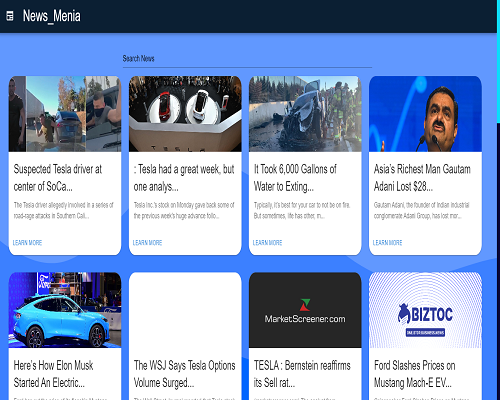 News_Menia
Search News
Suspected Tesla driver at
center of SoCa...
The Tesla driver allegedly involved in a series of
road-rage attacks in Southern Cali...
LEARN MORE
: Tesla had a great week, but
one analys...
Tesla Inc.'s stock on Monday gave back some of
the previous week's huge advance follo...
LEARN MORE
It Took 6,000 Gallons of
Water to Exting...
Typically, it's best for your car to not be on fire.
But sometimes, life has other, m...
LEARN MORE
Asia's Richest Man Gautam
Adani Lost $28...
Gautam Adani, the founder of Indian industrial
conglomerate Adani Group, has lost mor...
LEARN MORE
Ford
Here's How Elon Musk
Started An Electric...
The WSJ Says Tesla Options
Volume Surged...
MarketScreener.com
TESLA : Bernstein reaffirms
its Sell rat...
BIZTOC
ONE-STOP BUSINESS NEWS
Ford Slashes Prices on
Mustang Mach-E EV...